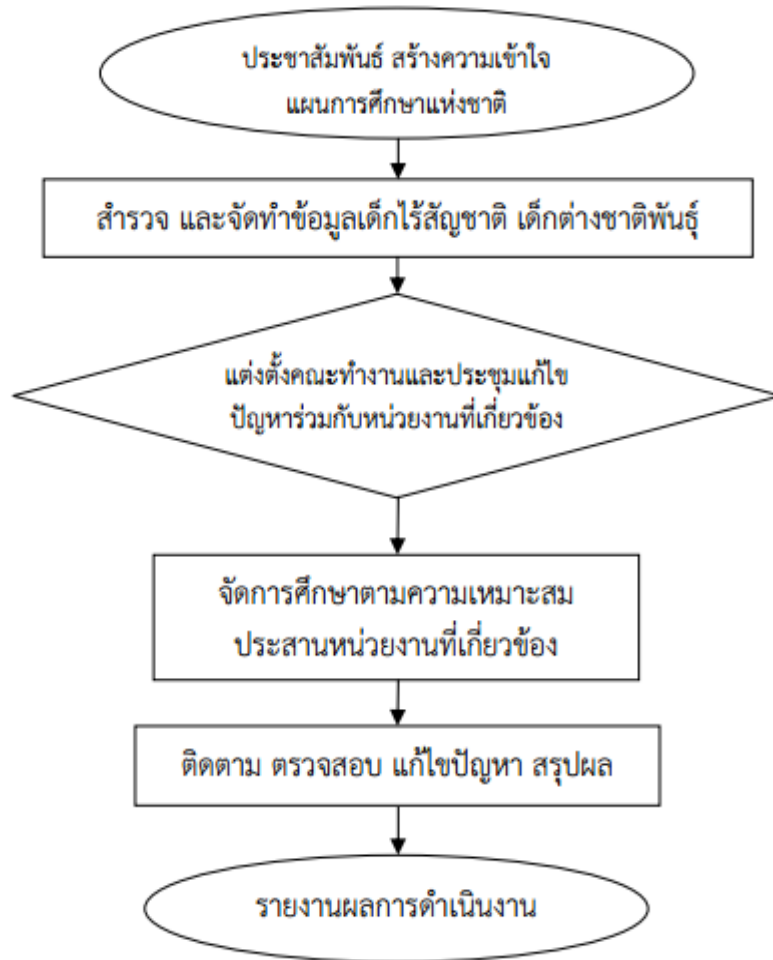 ประชาสัมพันธ์ สร้างความเข้าใจ
แผนการศึกษาแห่งชาติ
สำรวจ และจัดทำข้อมูลเด็กไร้สัญชาติ เด็กต่างชาติพันธุ์
แต่งตั้งคณะทำงานและประชุมแก้ไข
ปัญหาร่วมกับหน่วยงานที่เกี่ยวข้อง
จัดการศึกษาตามความเหมาะสม
ประสานหน่วยงานที่เกี่ยวข้อง
ติดตาม ตรวจสอบ แก้ไขปัญหา สรุปผล
รายงานผลการดำเนินงาน